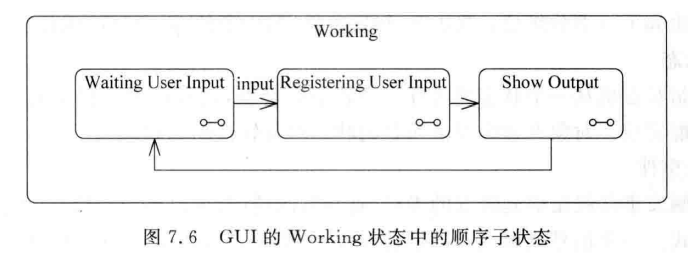 Working
Waiting User Input
input
Registering User Input
Show Output
图 7.6 GUI 的 Working 状态中的顺序子状态